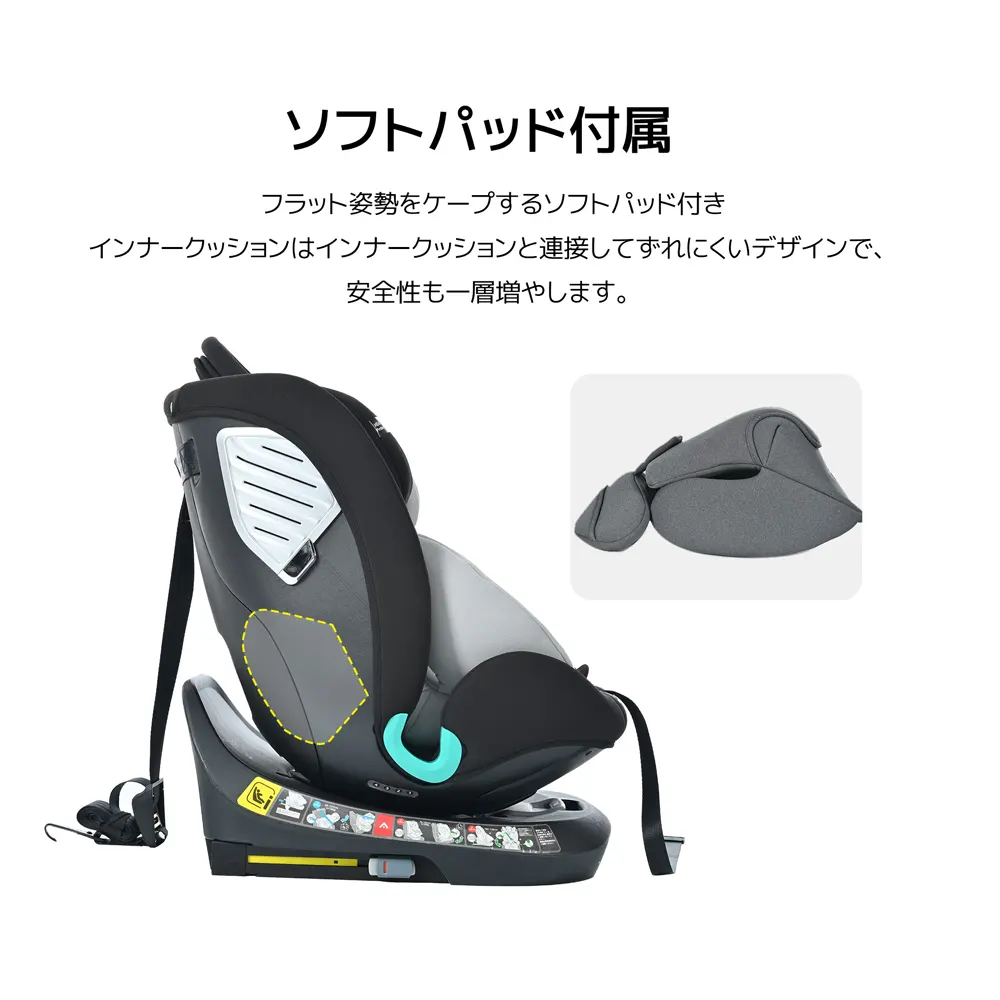 ソフトパッド付属
フラット姿勢をケープするソフトパッド付き
インナークッションはインナークッションと連接してずれにくいデザインで、
安全性も一層増やします。